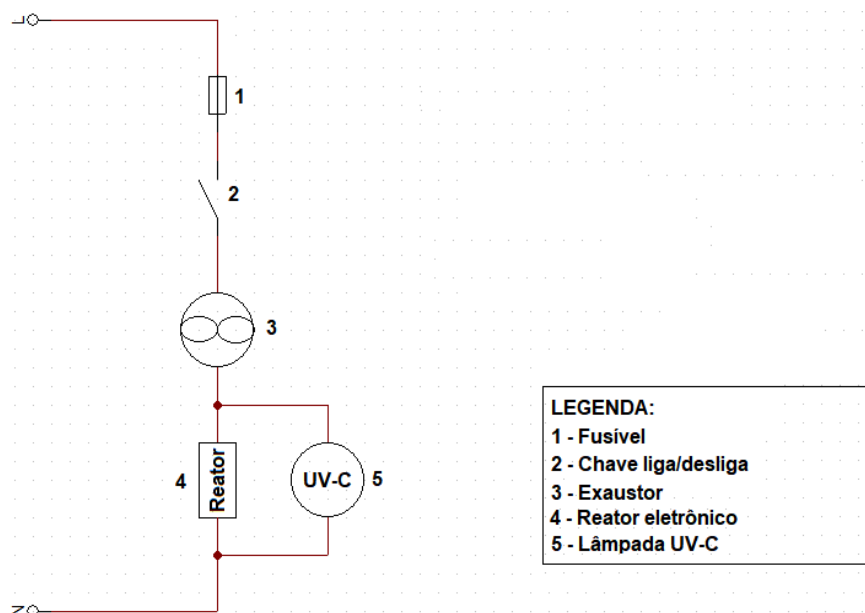 L
1
2
3
Reator
4
UV-C
5
N
LEGENDA:
1 - Fusível
2 - Chave liga/desliga
3 - Exaustor
4 - Reator eletrônico
5 - Lâmpada UV-C